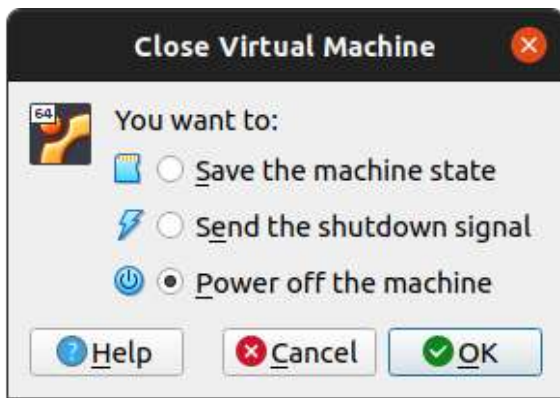 Close Virtual Machine
64
You want to:
Save the machine state
Send the shutdown signal
Power off the machine
? Help
Cancel
OK